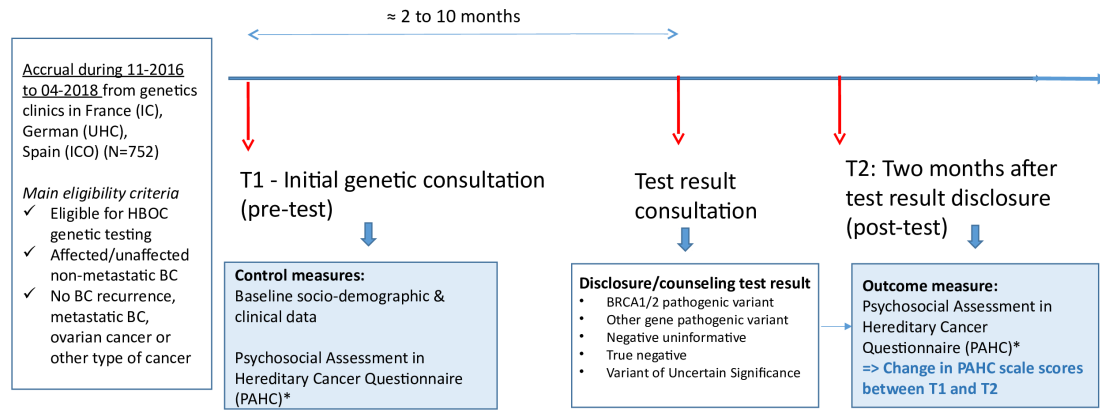 ≈ 2 to 10 months
Accrual during 11-2016
to 04-2018 from genetics
clinics in France (IC),
German (UHC),
Spain (ICO) (N=752)
Main eligibility criteria
✓ Eligible for HBOC
genetic testing
✓ Affected/unaffected
non-metastatic BC
✓ No BC recurrence,
metastatic BC,
ovarian cancer or
other type of cancer
T1 - Initial genetic consultation
(pre-test)
Control measures:
Baseline socio-demographic &
clinical data
Psychosocial Assessment in
Hereditary Cancer Questionnaire
(PAHC)*
Test result
consultation
Disclosure/counseling test result
• BRCA1/2 pathogenic variant
• Other gene pathogenic variant
• Negative uninformative
• True negative
• Variant of Uncertain Significance
T2: Two months after
test result disclosure
(post-test)
Outcome measure:
Psychosocial Assessment in
Hereditary Cancer
Questionnaire (PAHC)*
=> Change in PAHC scale scores
between T1 and T2